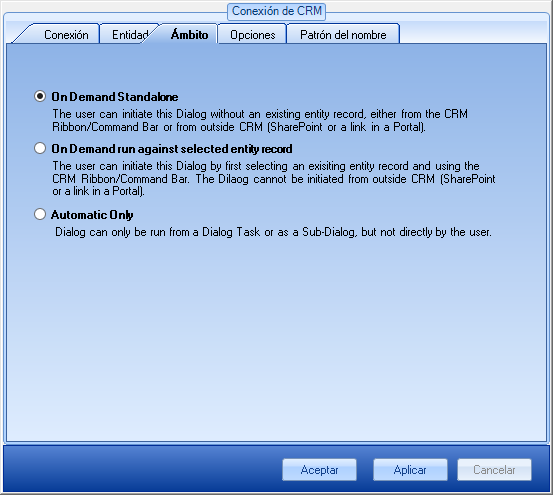 Conexión de CRM
Conexión
Entidad
Ámbito
Opciones
Patrón del nombre
On Demand Standalone
The user can initiate this Dialog without an existing entity record, either from the CRM
Ribbon/Command Bar or from outside CRM (SharePoint or a link in a Portal).
On Demand run against selected entity record
The user can initiate this Dialog by first selecting an exisiting entity record and using the
CRM Ribbon/Command Bar. The Dilaog cannot be initiated from outside CRM (SharePoint
or a link in a Portal).
Automatic Only
Dialog can only be run from a Dialog Task or as a Sub-Dialog, but not directly by the user.
Aceptar
Aplicar
Cancelar